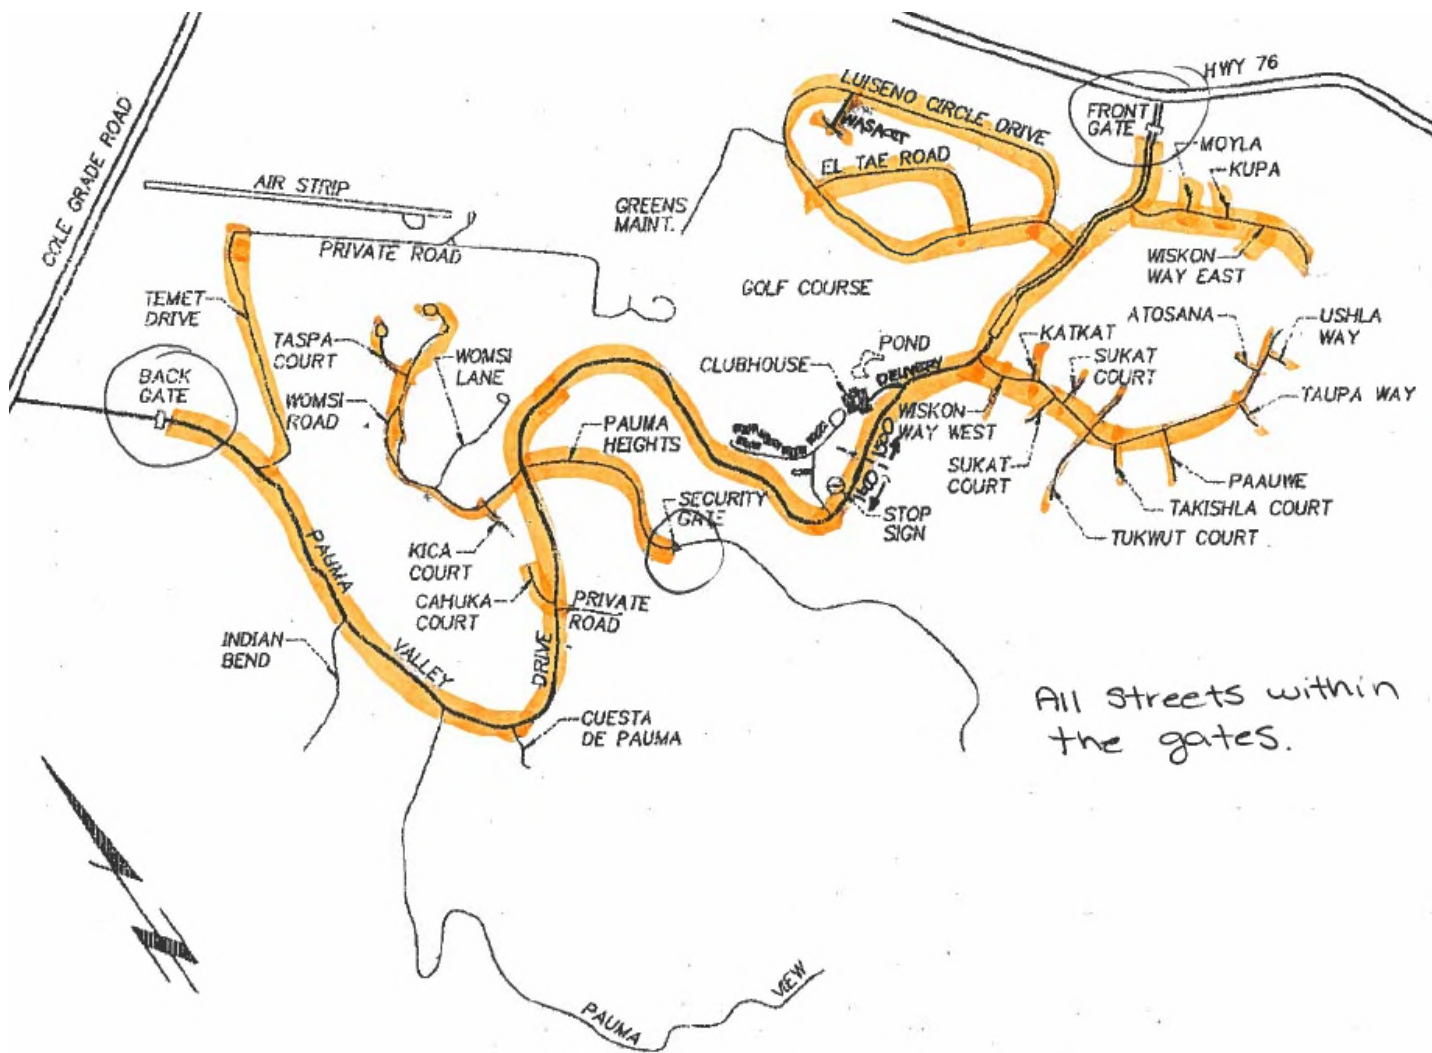 HWY 76
LUISENO CIRCLE DRIVE
FRONT
GATE
WASACET
MOYLA
EL TAE ROAD
KUPA
COLE GRADE ROAD
AIR STRIP
GREENS
MAINT.
PRIVATE ROAD
WISKON
WAY EAST
GOLF COURSE
TEMET
DRIVE
ATOSANA
USHLA
WAY
TASPA
COURT
WOMSI
LANE
POND
KATKAT
CLUBHOUSE
SUKAT
COURT
DELIVERY
BACK
GATE
TAUPA WAY
WOMSI
ROAD
PAUMA
HEIGHTS
WISKON
WAY WEST
SUKAT
COURT
PAAUWE
SECURITY
GATE
STOP
SIGN
TAKISHLA COURT
TUKWUT COURT
KICA
COURT
CAHUKA
COURT
PRIVATE
ROAD
INDIAN
BEND
PAUMA
VALLEY
DRIVE
CUESTA
DE PAUMA
All streets within
the gates.
PAUMA
VIEW